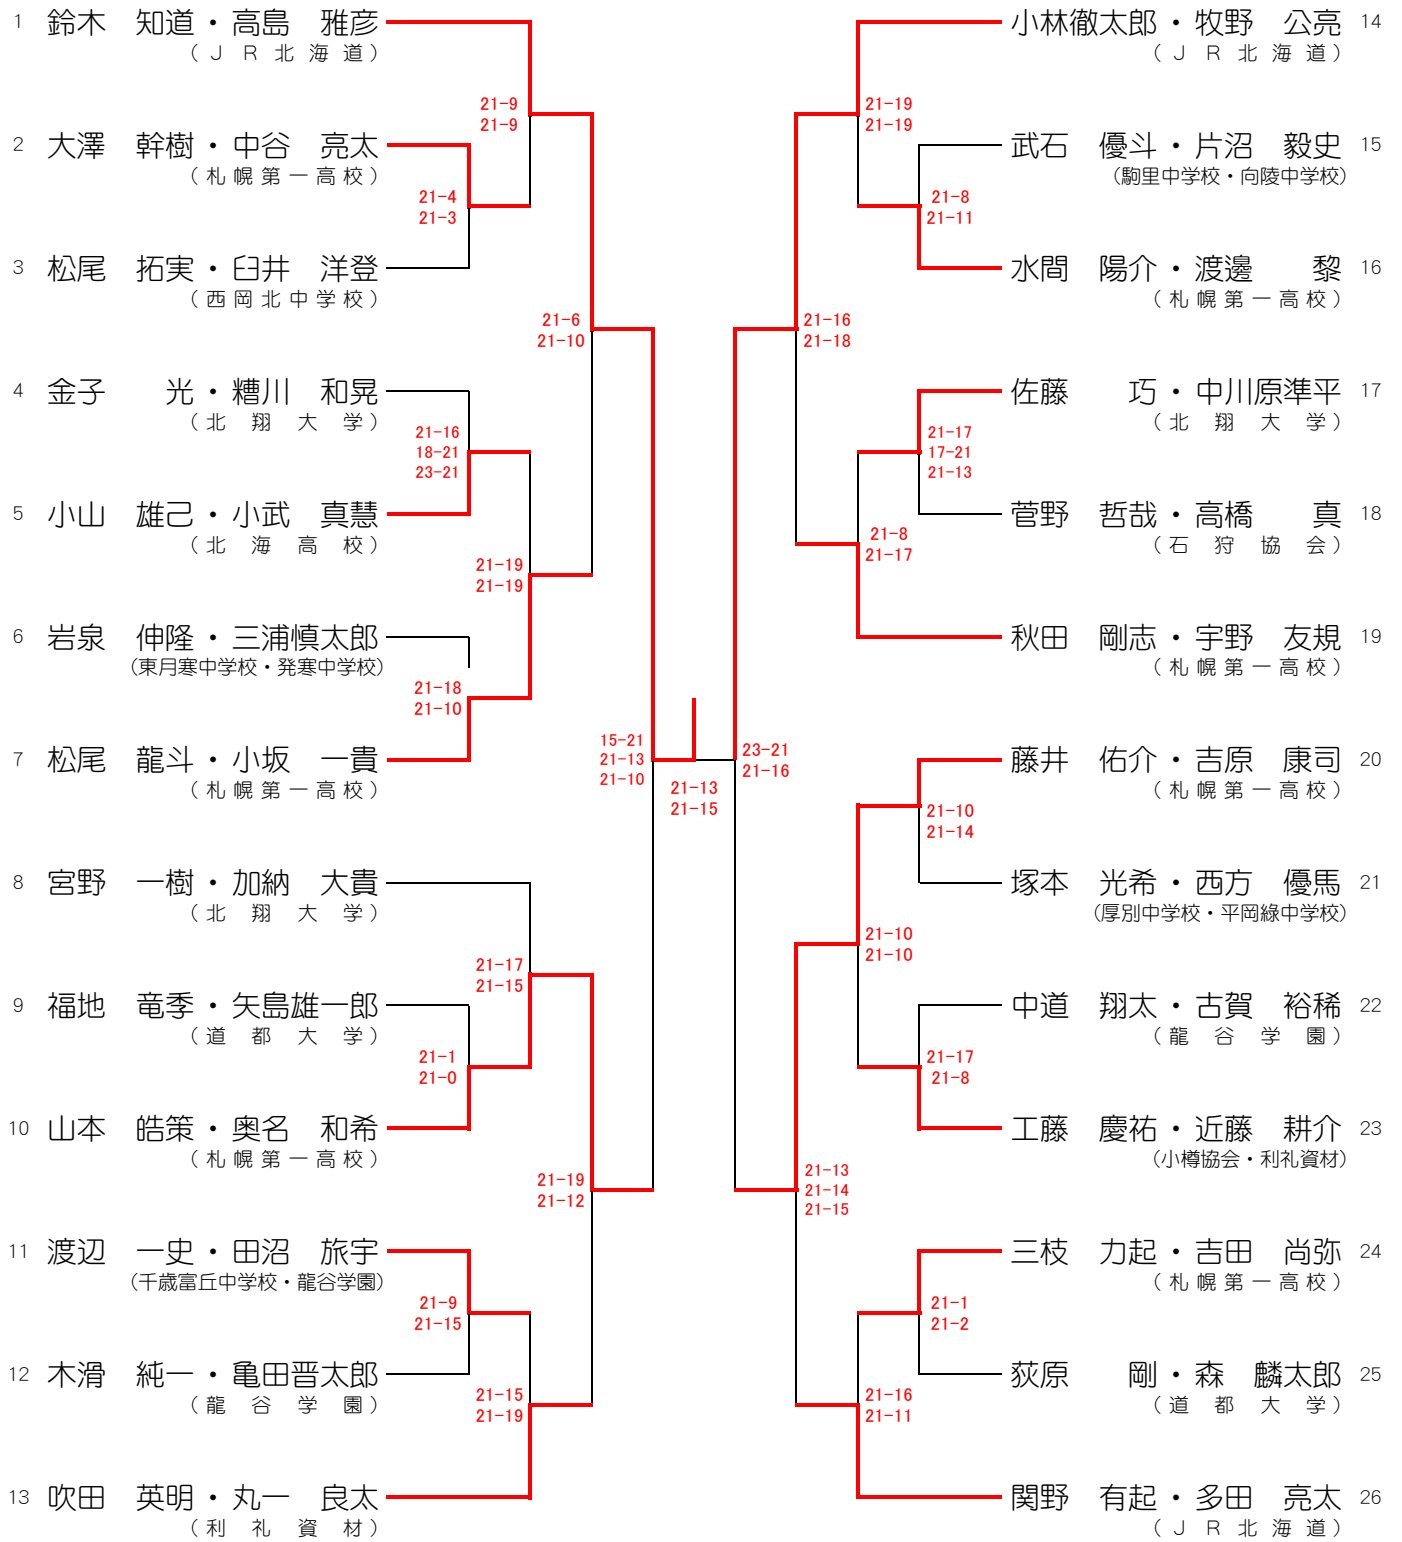 1 鈴木　知道・高島　雅彦
（ＪＲ北海道）
21-9
21-9
2 大澤　幹樹・中谷　亮太
（札幌第一高校）
21-4
21-3
3 松尾　拓実・臼井　洋登
（西岡北中学校）
21-6
21-10
4 金子　　光・糟川　和晃
（北翔大学）
21-16
18-21
23-21
5 小山　雄己・小武　真慧
（北海高校）
21-19
21-19
6 岩泉　伸隆・三浦慎太郎
（東月寒中学校・発寒中学校）
21-18
21-10
7 松尾　龍斗・小坂　一貴
（札幌第一高校）
15-21
21-13
21-10
21-13
21-15
8 宮野　一樹・加納　大貴
（北翔大学）
21-17
21-15
9 福地　竜季・矢島雄一郎
（道都大学）
21-1
21-0
10 山本　皓策・奥名　和希
（札幌第一高校）
21-19
21-12
11 渡辺　一史・田沼　旅宇
（千歳富丘中学校・龍谷学園）
21-9
21-15
12 木滑　純一・亀田晋太郎
（龍谷学園）
21-15
21-19
13 吹田　英明・丸一　良太
（利礼資材）
小林徹太郎・牧野　公亮 14
（ＪＲ北海道）
21-19
21-19
武石　優斗・片沼　毅史 15
（駒里中学校・向陵中学校）
21-8
21-11
水間　陽介・渡邊　　黎 16
（札幌第一高校）
21-16
21-18
佐藤　　巧・中川原準平 17
（北翔大学）
21-17
17-21
21-13
菅野　哲哉・高橋　　真 18
（石狩協会）
21-8
21-17
秋田　剛志・宇野　友規 19
（札幌第一高校）
23-21
21-16
藤井　佑介・吉原　康司 20
（札幌第一高校）
21-10
21-14
塚本　光希・西方　優馬 21
（厚別中学校・平岡緑中学校）
21-10
21-10
中道　翔太・古賀　裕稀 22
（龍谷学園）
21-17
21-8
工藤　慶祐・近藤　耕介 23
（小樽協会・利礼資材）
21-13
21-14
21-15
三枝　力起・吉田　尚弥 24
（札幌第一高校）
21-1
21-2
荻原　　剛・森　麟太郎 25
（道都大学）
21-16
21-11
関野　有起・多田　亮太 26
（ＪＲ北海道）